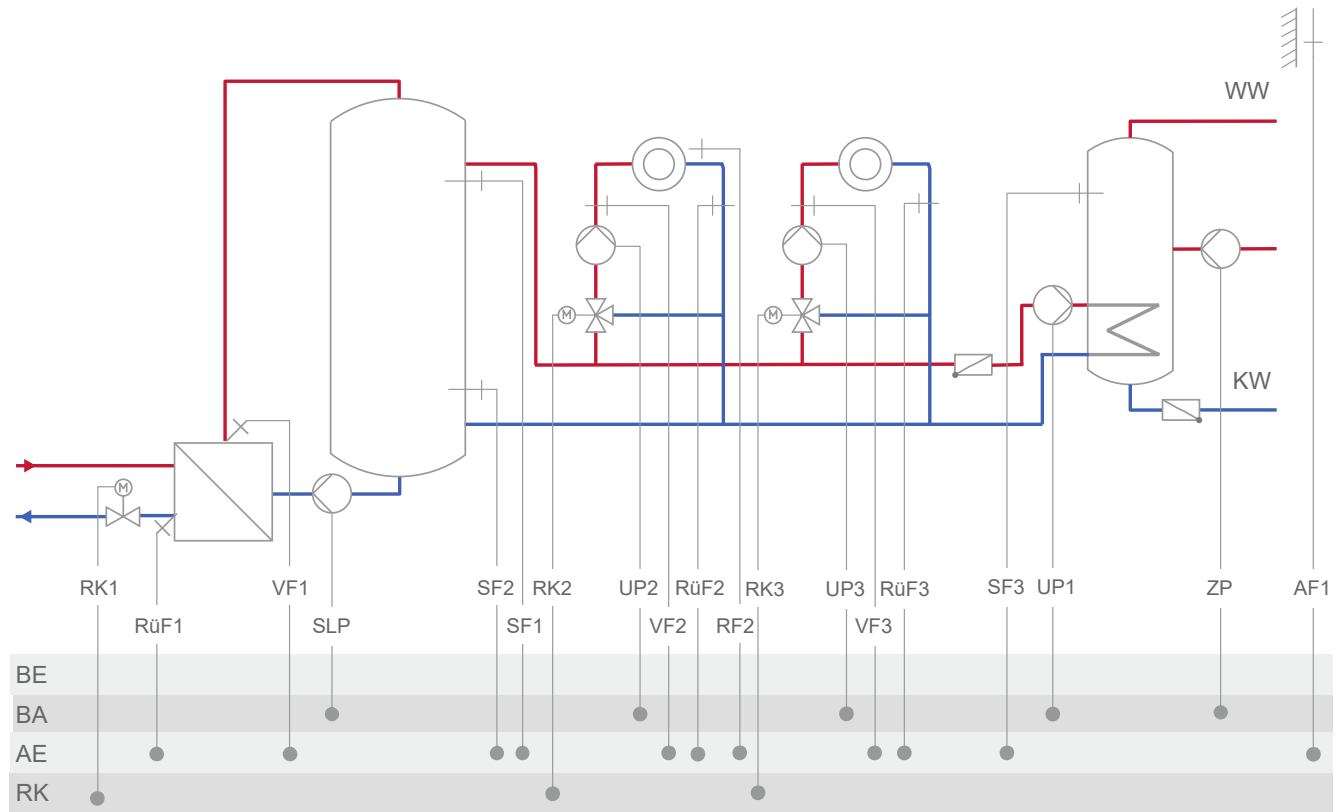 WW
M
M
KW
M
RK1
VF1
SF2
RK2
UP2
RüF2
RK3
UP3
RüF3
SF3
UP1
ZP
AF1
RüF1
SLP
SF1
VF2
RF2
VF3
BE
BA
AE
RK